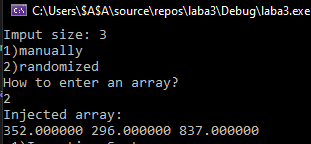 C:\Users\$A$A\source\repos\laba3\Debug\laba3.exe
Imput size: 3
1)manually
2)randomized
How to enter an array?
2
Injected array:
352.000000 296.000000 837.000000